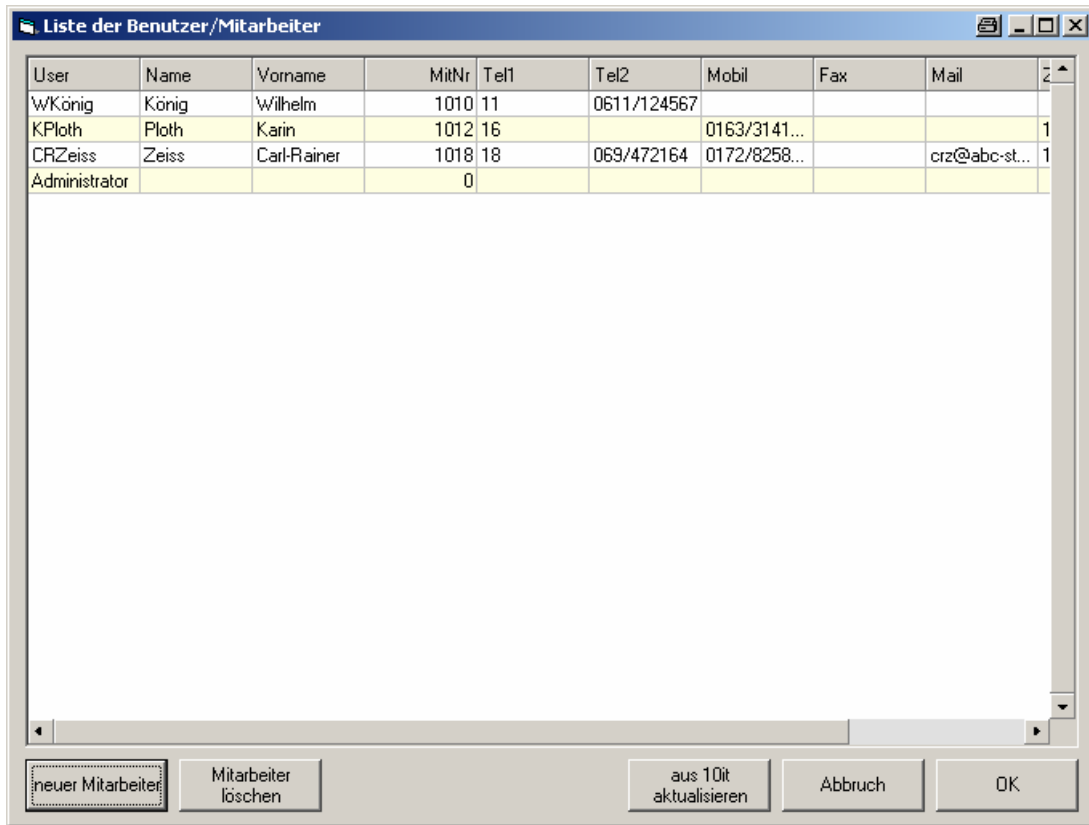 Liste der Benutzer/Mitarbeiter
User Name Vorname MitNr Tel1 Tel2 Mobil Fax Mail Z
WKönig König Wilhelm 1010 11 0611/124567
KPloth Ploth Karin 1012 16 0163/3141... 1
CRZeiss Zeiss Carl-Rainer 1018 18 069/472164 0172/8258... crz@abc-st... 1
Administrator 0
neuer Mitarbeiter
Mitarbeiter
löschen
aus 10it
aktualisieren
Abbruch
OK